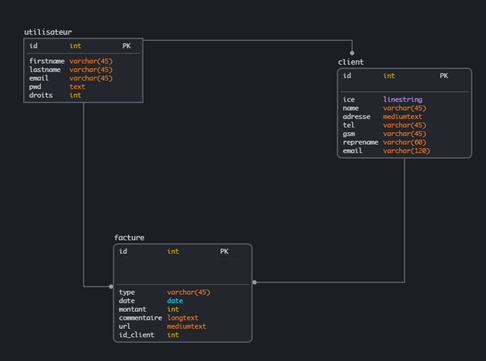 utilisateur
id int PK
firstname varchar(45)
lastname varchar(45)
email varchar(45)
pwd text
droits int
client
id int PK
ice linestring
name varchar(45)
adresse mediumtext
tel varchar(45)
gsm varchar(45)
reprename varchar(60)
email varchar(120)
facture
id int PK
type varchar(45)
date date
montant int
commentaire longtext
url mediumtext
id_client int